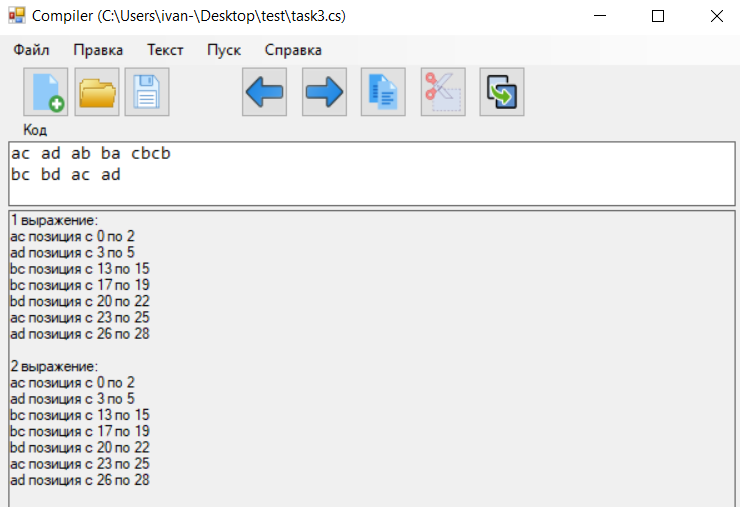 Compiler (C:\Users\ivan-\Desktop\test\task3.cs)
Файл Правка Текст Пуск Справка
Код
ac ad ab ba cbcb
bc bd ac ad
1 выражение:
ac позиция с 0 по 2
ad позиция с 3 по 5
bc позиция с 13 по 15
bc позиция с 17 по 19
bd позиция с 20 по 22
ac позиция с 23 по 25
ad позиция с 26 по 28
2 выражение:
ac позиция с 0 по 2
ad позиция с 3 по 5
bc позиция с 13 по 15
bc позиция с 17 по 19
bd позиция с 20 по 22
ac позиция с 23 по 25
ad позиция с 26 по 28